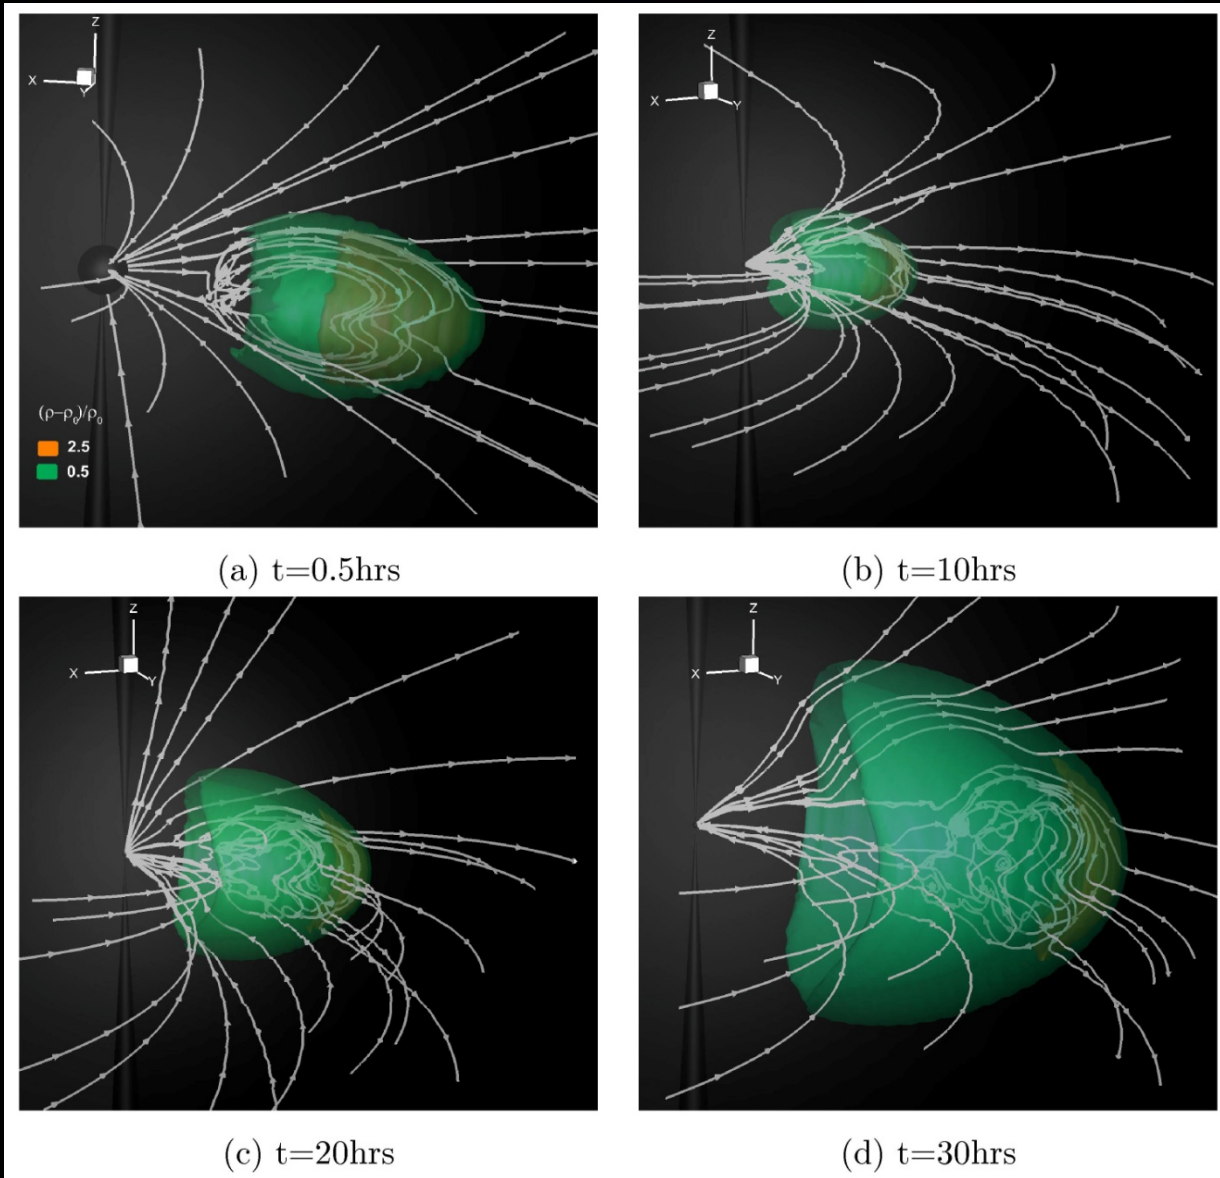 Z
X
Y
(ρ−ρ₀)/ρ₀
2.5
0.5
(a) t=0.5hrs
Z
X
Y
(b) t=10hrs
Z
X
Y
(c) t=20hrs
Z
X
Y
(d) t=30hrs